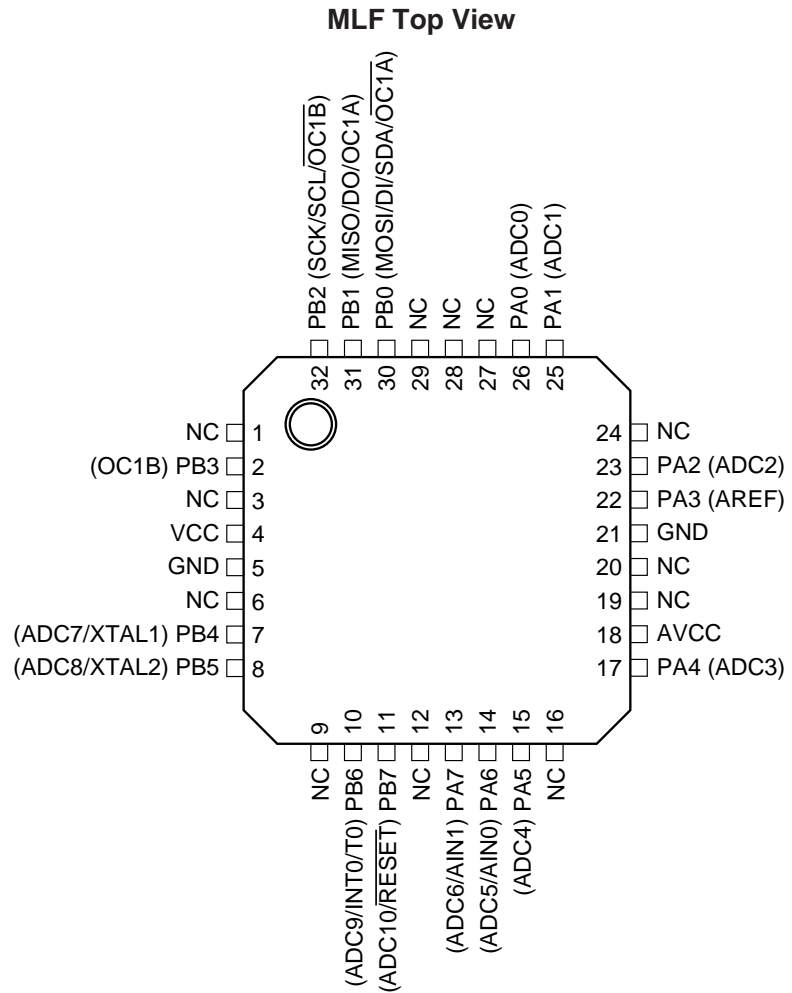 MLF Top View
PB2 (SCK/SCL/OC1B)
PB1 (MISO/DO/OC1A)
PB0 (MOSI/DI/SDA/OC1A)
NC
NC
NC
PA0 (ADC0)
PA1 (ADC1)
32
31
30
29
28
27
26
25
NC 1
(OC1B) PB3 2
NC 3
VCC 4
GND 5
NC 6
(ADC7/XTAL1) PB4 7
(ADC8/XTAL2) PB5 8
24 NC
23 PA2 (ADC2)
22 PA3 (AREF)
21 GND
20 NC
19 NC
18 AVCC
17 PA4 (ADC3)
9
10
11
12
13
14
15
16
NC
(ADC9/INT0/T0) PB6
(ADC10/RESET) PB7
NC
(ADC6/AIN1) PA7
(ADC5/AIN0) PA6
(ADC4) PA5
NC